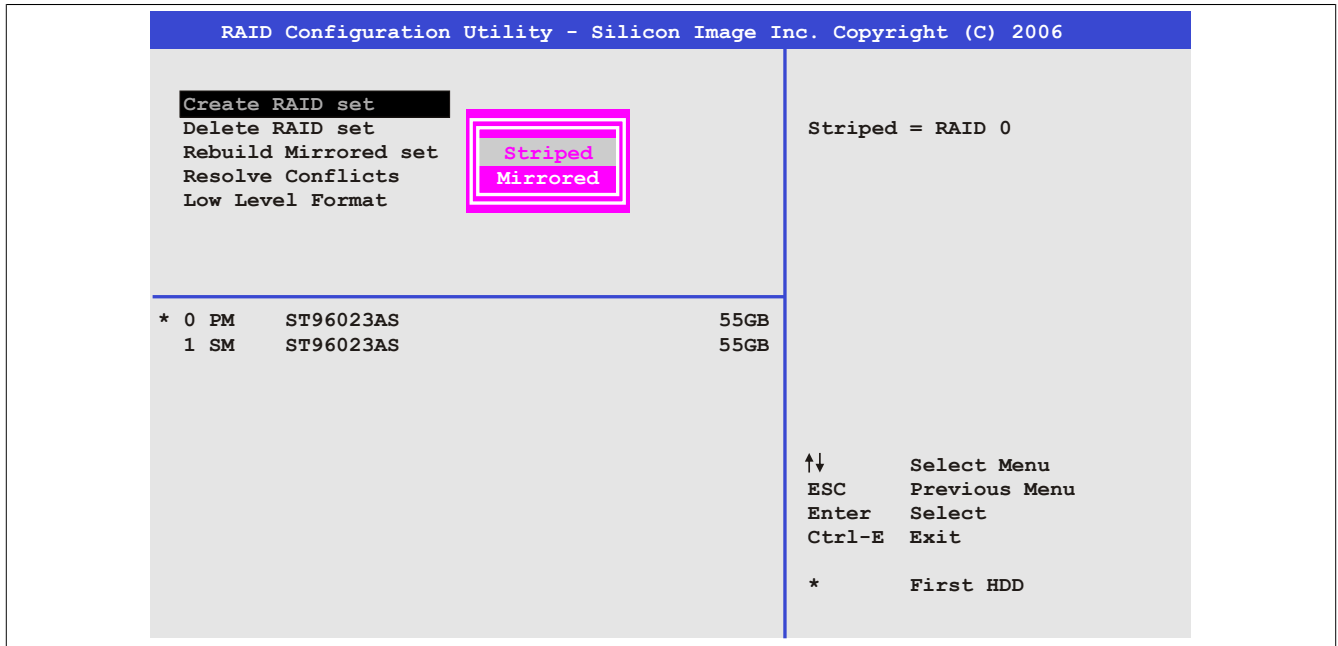 RAID Configuration Utility - Silicon Image Inc. Copyright (C) 2006
Create RAID set
Delete RAID set
Rebuild Mirrored set
Resolve Conflicts
Low Level Format
Striped
Mirrored
Striped = RAID 0
* 0 PM ST96023AS 55GB
1 SM ST96023AS 55GB
↑↓ Select Menu
ESC Previous Menu
Enter Select
Ctrl-E Exit
* First HDD